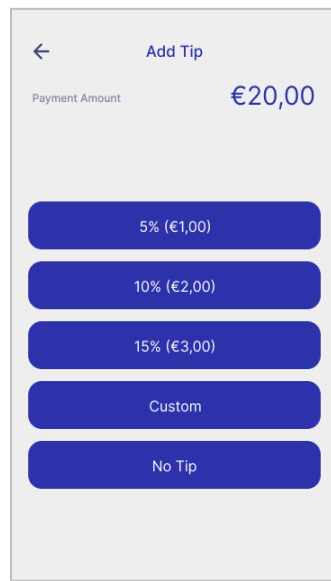 Add Tip
Payment Amount €20,00
5% (€1,00)
10% (€2,00)
15% (€3,00)
Custom
No Tip